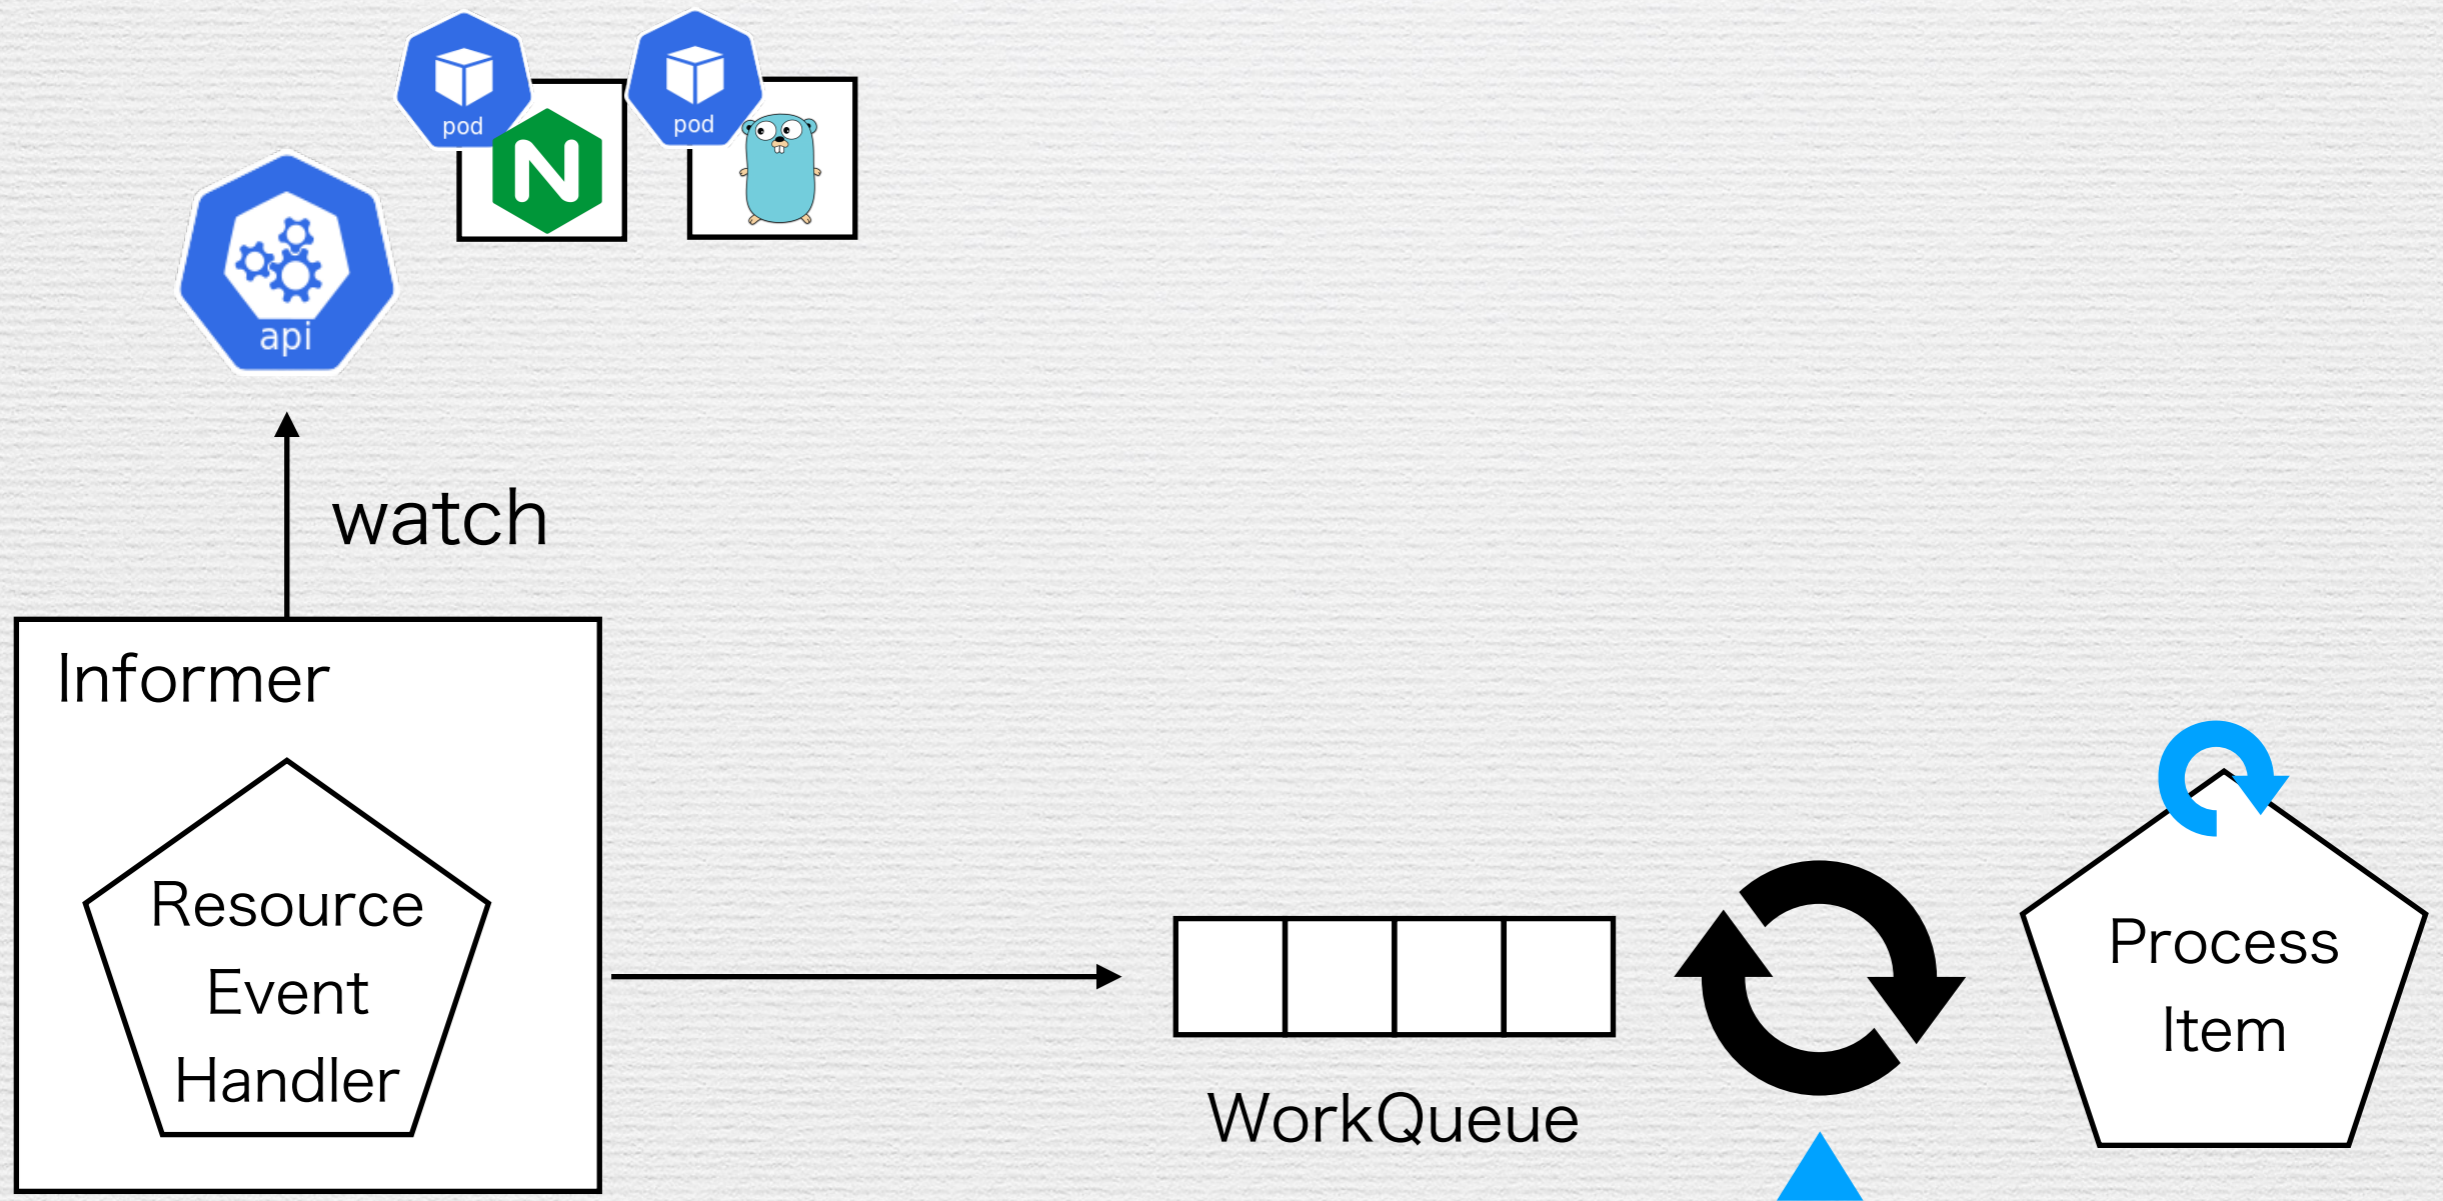 pod
pod
N
api
watch
Informer
Resource
Event
Handler
WorkQueue
Process
Item